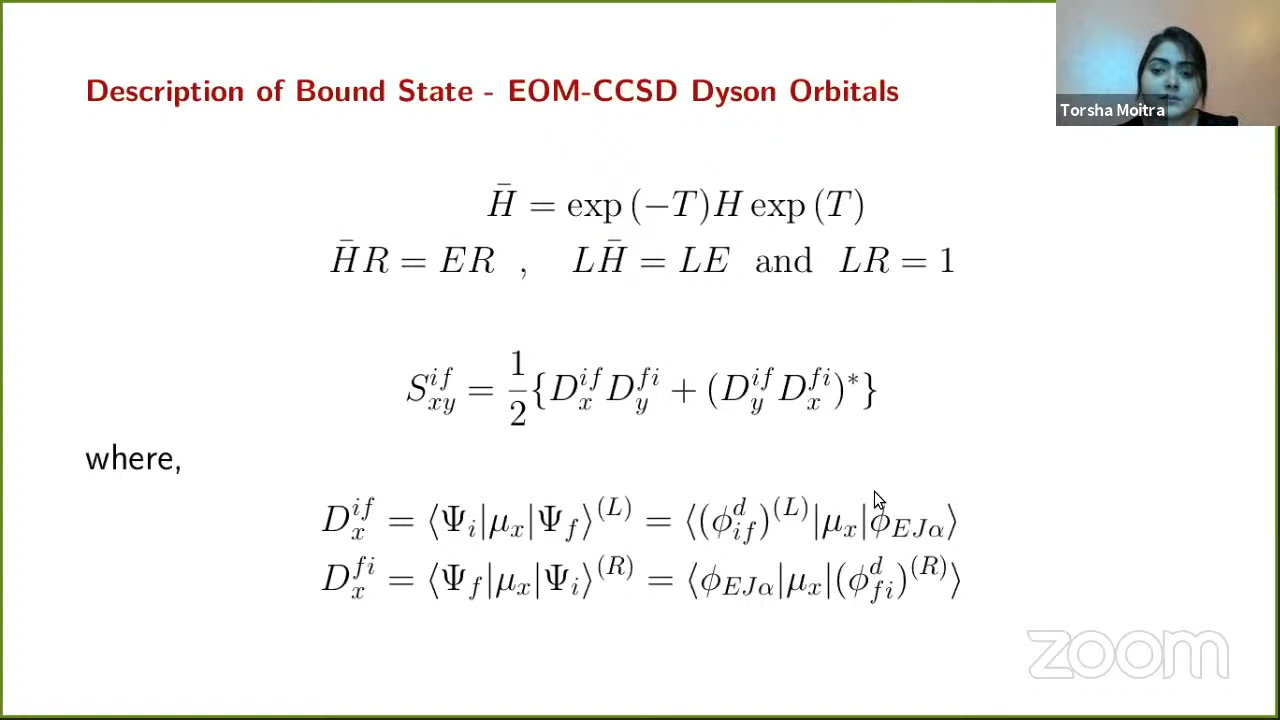 Description of Bound State - EOM-CCSD Dyson Orbitals
Torsha Moitra
H̄ = exp (−T)H exp (T)
H̄R = ER , LH̄ = LE and LR = 1
S_{xy}^{if} = \frac{1}{2}{D_x^{if} D_y^{fi} + (D_y^{if} D_x^{fi})^*}
where,
D_x^{if} = ⟨Ψ_i|μ_x|Ψ_f⟩^{(L)} = ⟨(ϕ_{if}^d)^{(L)}|μ_x|ϕ_{EJα}⟩
D_x^{fi} = ⟨Ψ_f|μ_x|Ψ_i⟩^{(R)} = ⟨ϕ_{EJα}|μ_x|(ϕ_{fi}^d)^{(R)}⟩
zoom